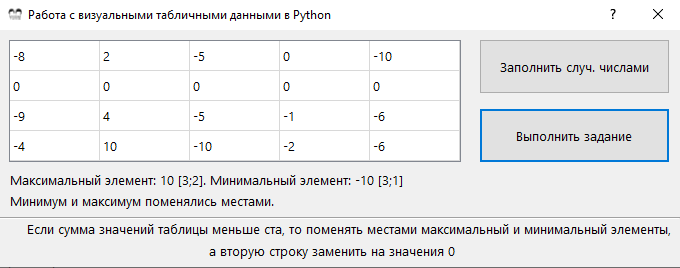 Работа с визуальными табличными данными в Python
-8 2 -5 0 -10
0 0 0 0 0
-9 4 -5 -1 -6
-4 10 -10 -2 -6
Заполнить случ. числами
Выполнить задание
Максимальный элемент: 10 [3;2]. Минимальный элемент: -10 [3;1]
Минимум и максимум поменялись местами.
Если сумма значений таблицы меньше ста, то поменять местами максимальный и минимальный элементы,
а вторую строку заменить на значения 0